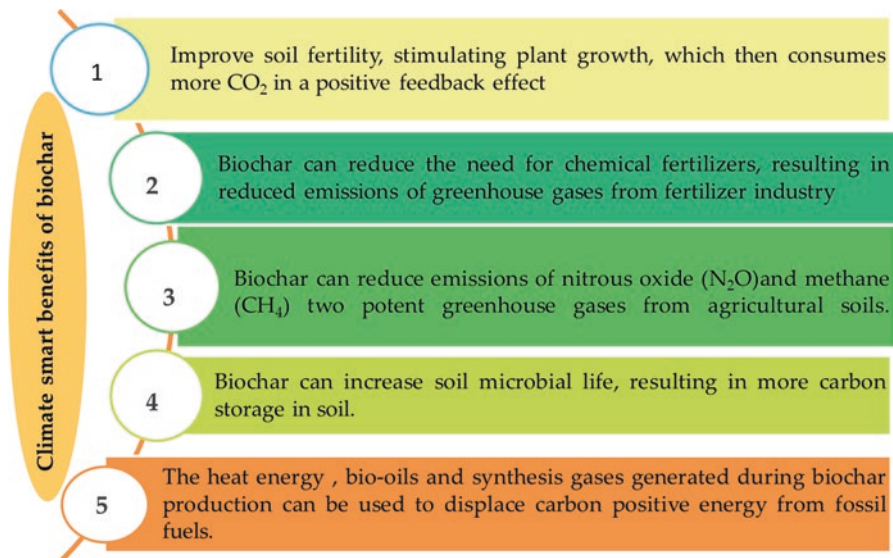 Climate smart benefits of biochar
1
Improve soil fertility, stimulating plant growth, which then consumes
more CO₂ in a positive feedback effect
2
Biochar can reduce the need for chemical fertilizers, resulting in
reduced emissions of greenhouse gases from fertilizer industry
3
Biochar can reduce emissions of nitrous oxide (N₂O)and methane
(CH₄) two potent greenhouse gases from agricultural soils.
4
Biochar can increase soil microbial life, resulting in more carbon
storage in soil.
5
The heat energy , bio-oils and synthesis gases generated during biochar
production can be used to displace carbon positive energy from fossil
fuels.